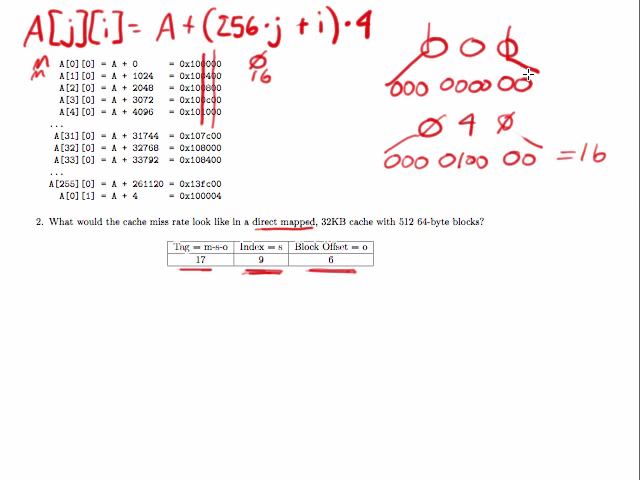 A[j][i] = A + (256·j + i)·4
m A[0][0] = A + 0 = 0x100000 0
m A[1][0] = A + 1024 = 0x100400 16
A[2][0] = A + 2048 = 0x100800
A[3][0] = A + 3072 = 0x100c00
A[4][0] = A + 4096 = 0x101000
...
A[31][0] = A + 31744 = 0x107c00
A[32][0] = A + 32768 = 0x108000
A[33][0] = A + 33792 = 0x108400
...
A[255][0] = A + 261120 = 0x13fc00
A[0][1] = A + 4 = 0x100004
0 0 0
000 0000 00
0 4 0
000 0100 00 = 16
2. What would the cache miss rate look like in a direct mapped, 32KB cache with 512 64-byte blocks?
Tag = m-s-o Index = s Block Offset = o
17 9 6